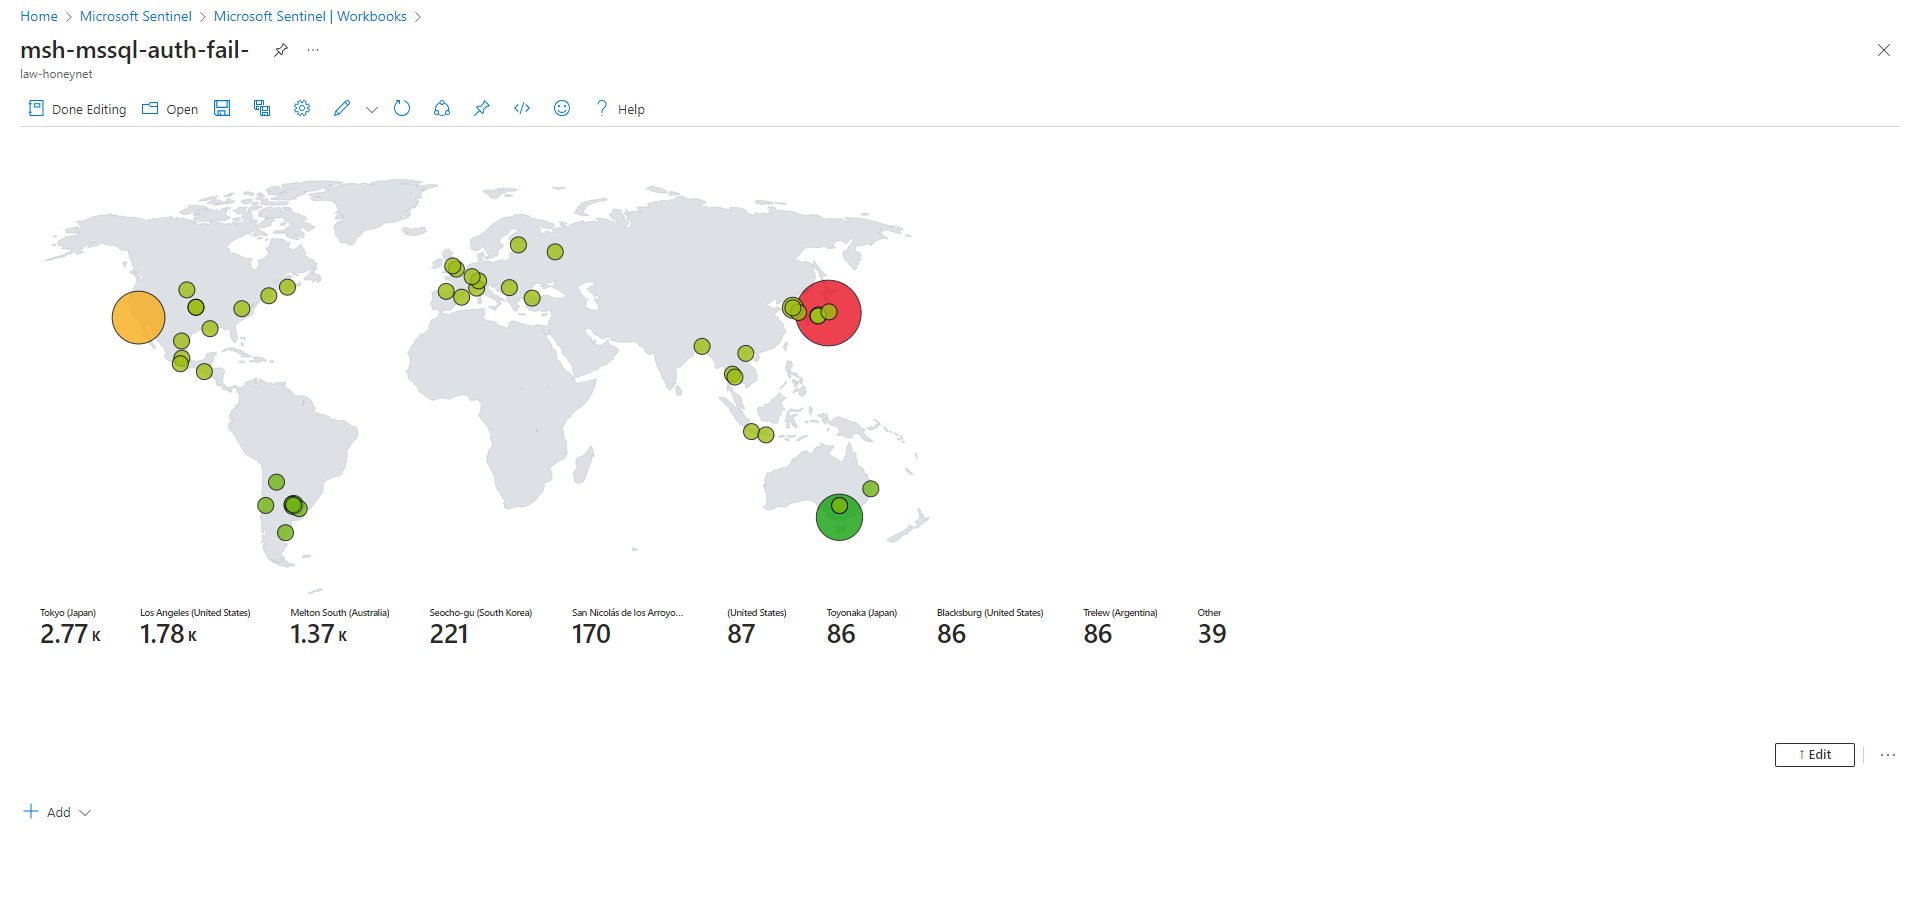 Home > Microsoft Sentinel > Microsoft Sentinel | Workbooks >
msh-mssql-auth-fail- ...
law-honeynet
Done Editing Open Help
Tokyo (Japan) Los Angeles (United States) Melton South (Australia) Seocho-gu (South Korea) San Nicolás de los Arroyo... (United States) Toyonaka (Japan) Blacksburg (United States) Trelew (Argentina) Other
2.77 K 1.78 K 1.37 K 221 170 87 86 86 86 39
↑ Edit ...
+ Add